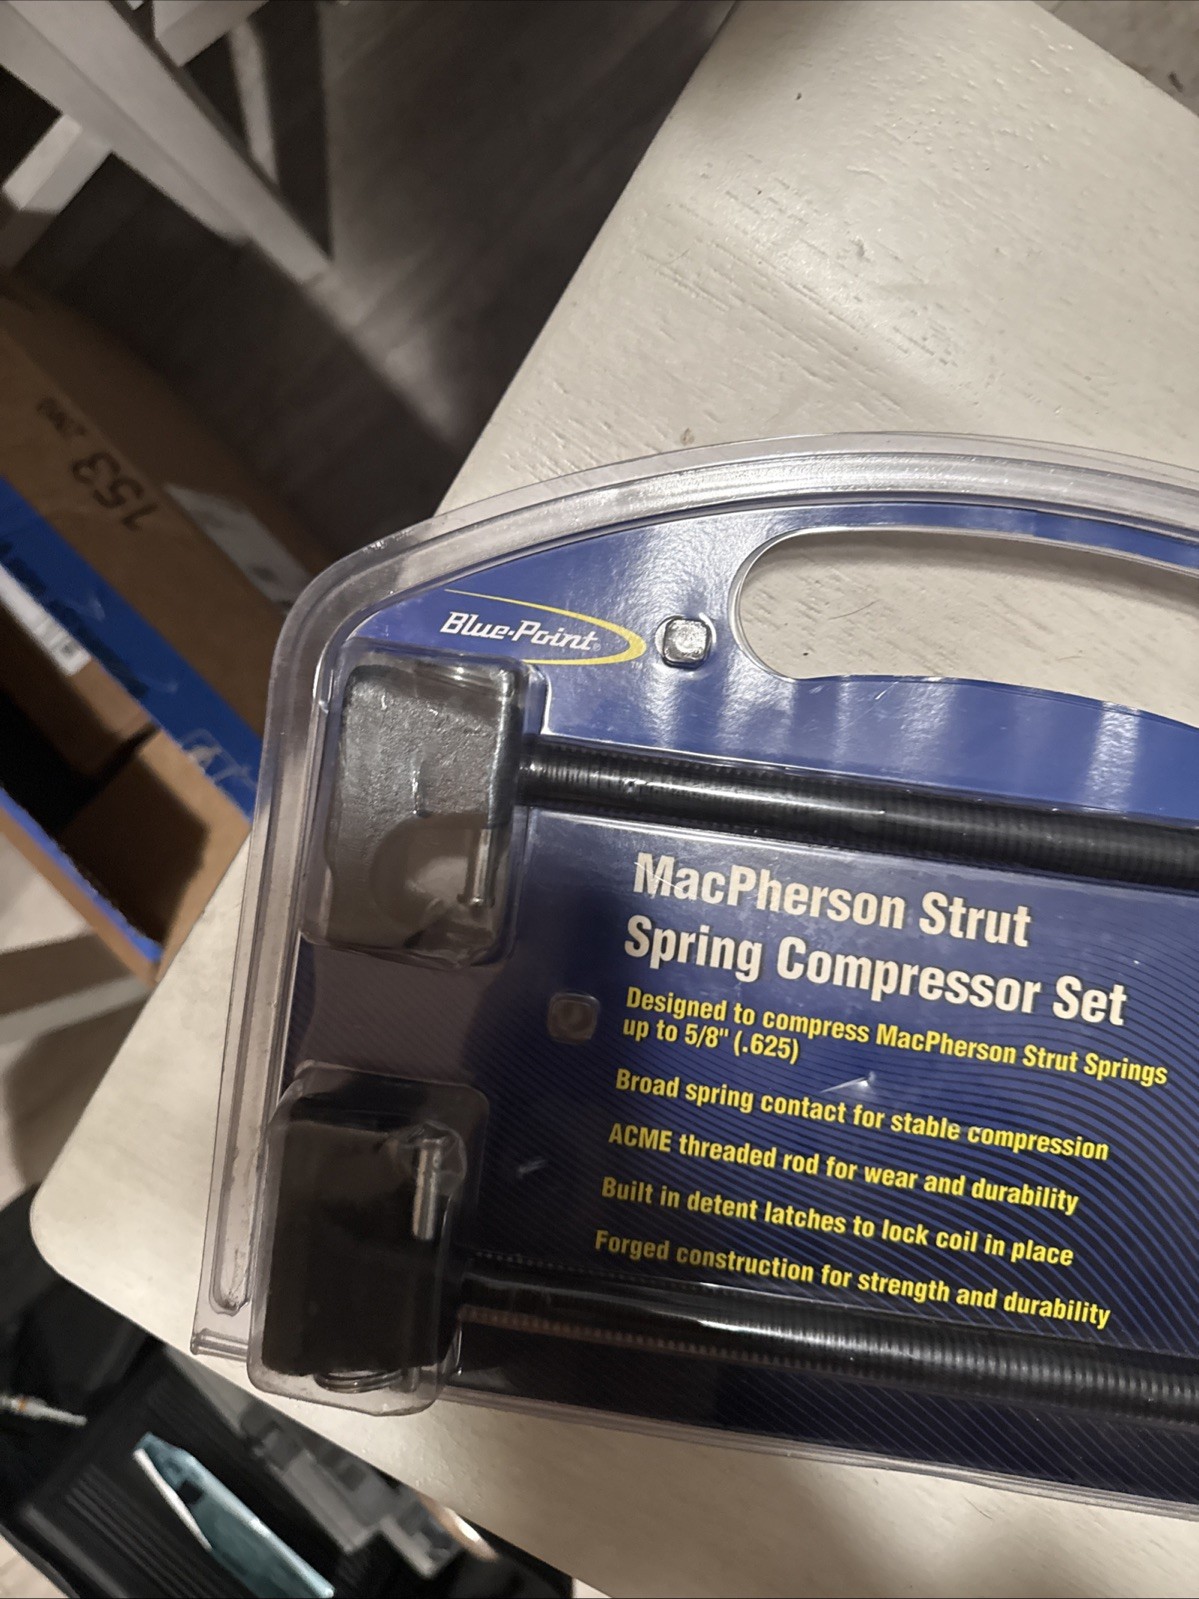 153
Blue-Point®
MacPherson Strut
Spring Compressor Set
Designed to compress MacPherson Strut Springs
up to 5/8" (.625)
Broad spring contact for stable compression
ACME threaded rod for wear and durability
Built in detent latches to lock coil in place
Forged construction for strength and durability